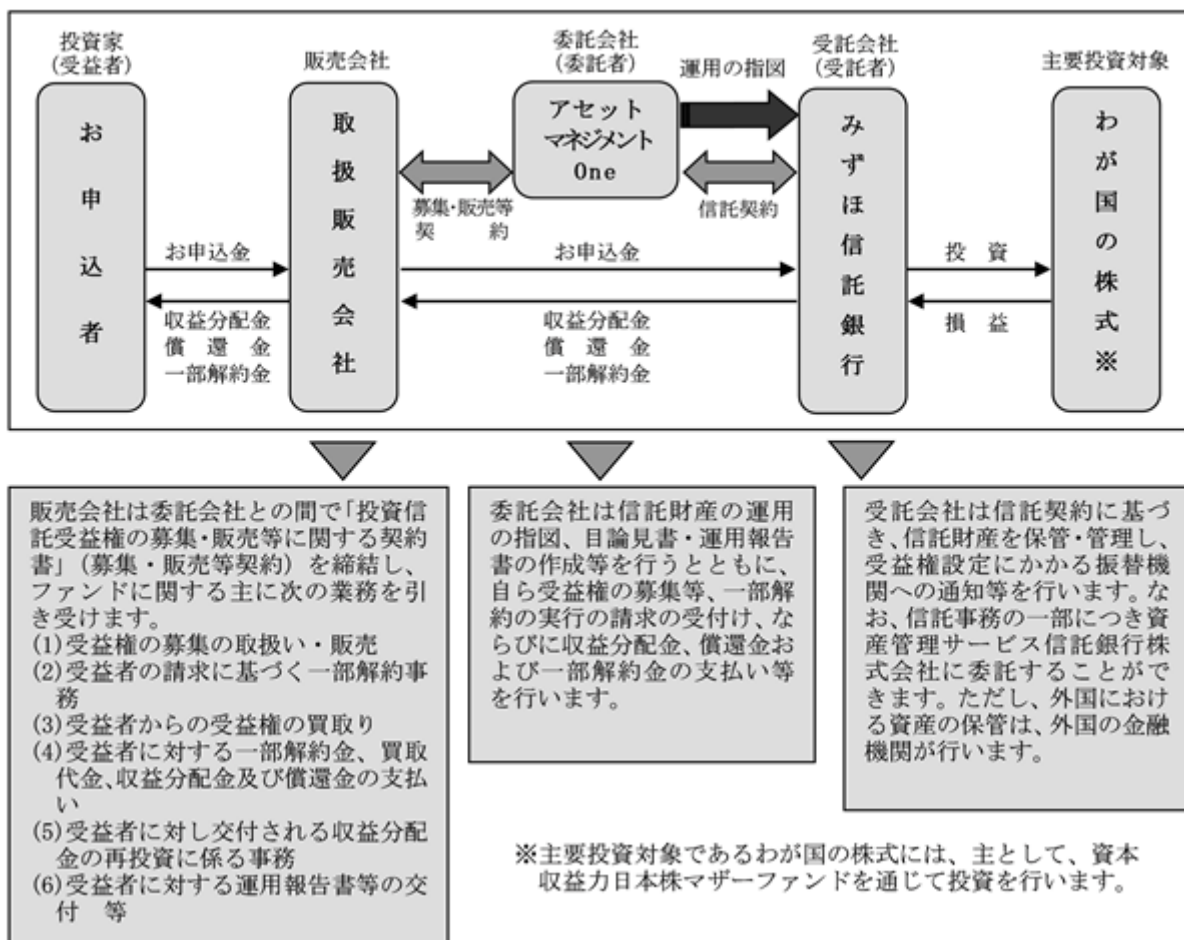 投資家
(受益者)
販売会社
委託会社
(委託者)
運用の指図
受託会社
(受託者)
主要投資対象
お申込者
取扱販売会社
アセット
マネジメント
One
みずほ信託銀行
わが国の株式※
募集・販売等
契約
信託契約
お申込金
お申込金
投資
収益分配金
償還金
一部解約金
収益分配金
償還金
一部解約金
損益
販売会社は委託会社との間で「投資信
託受益権の募集・販売等に関する契約
書」(募集・販売等契約)を締結し、
ファンドに関する主に次の業務を引
き受けます。
(1)受益権の募集の取扱い・販売
(2)受益者の請求に基づく一部解約事
務
(3)受益者からの受益権の買取り
(4)受益者に対する一部解約金、買取
代金、収益分配金及び償還金の支払
い
(5)受益者に対し交付される収益分配
金の再投資に係る事務
(6)受益者に対する運用報告書等の交
付 等
委託会社は信託財産の運用
の指図、目論見書・運用報告
書の作成等を行うとともに、
自ら受益権の募集等、一部解
約の実行の請求の受付け、な
らびに収益分配金、償還金お
よび一部解約金の支払い等
を行います。
受託会社は信託契約に基づ
き、信託財産を保管・管理し、
受益権設定にかかる振替機
関への通知等を行います。な
お、信託事務の一部につき資
産管理サービス信託銀行株
式会社に委託することがで
きます。ただし、外国におけ
る資産の保管は、外国の金融
機関が行います。
※主要投資対象であるわが国の株式には、主として、資本
収益力日本株マザーファンドを通じて投資を行います。